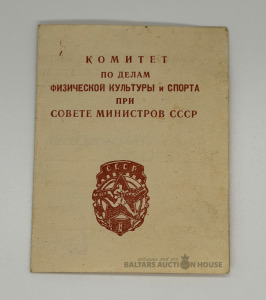 КОМИТЕТ
ПО ДЕЛАМ
ФИЗИЧЕСКОЙ КУЛЬТУРЫ и СПОРТА
ПРИ
СОВЕТЕ МИНИСТРОВ СССР
СССР
BALTARS AUCTION HOUSE